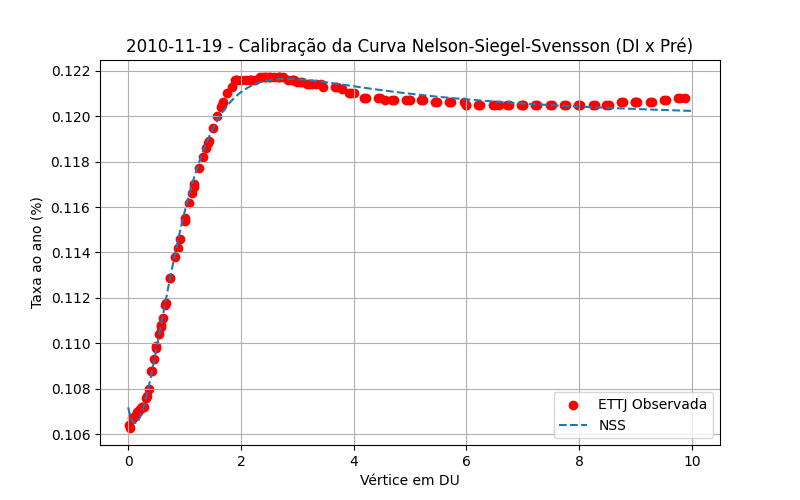 2010-11-19 - Calibração da Curva Nelson-Siegel-Svensson (DI x Pré)
Taxa ao ano (%)
0.122
0.120
0.118
0.116
0.114
0.112
0.110
0.108
0.106
ETTJ Observada
NSS
0 2 4 6 8 10
Vértice em DU